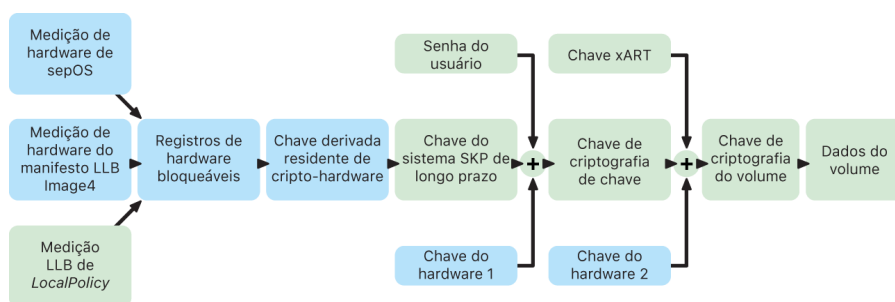 Medição de
hardware de
sepOS
Medição de
hardware do
manifesto LLB
Image4
Medição
LLB de
LocalPolicy
Registros de
hardware
bloqueáveis
Chave derivada
residente de
cripto-hardware
Chave do
sistema SKP de
longo prazo
Senha do
usuário
+
Chave do
hardware 1
Chave de
criptografia
de chave
Chave xART
+
Chave do
hardware 2
Chave de
criptografia
do volume
Dados do
volume